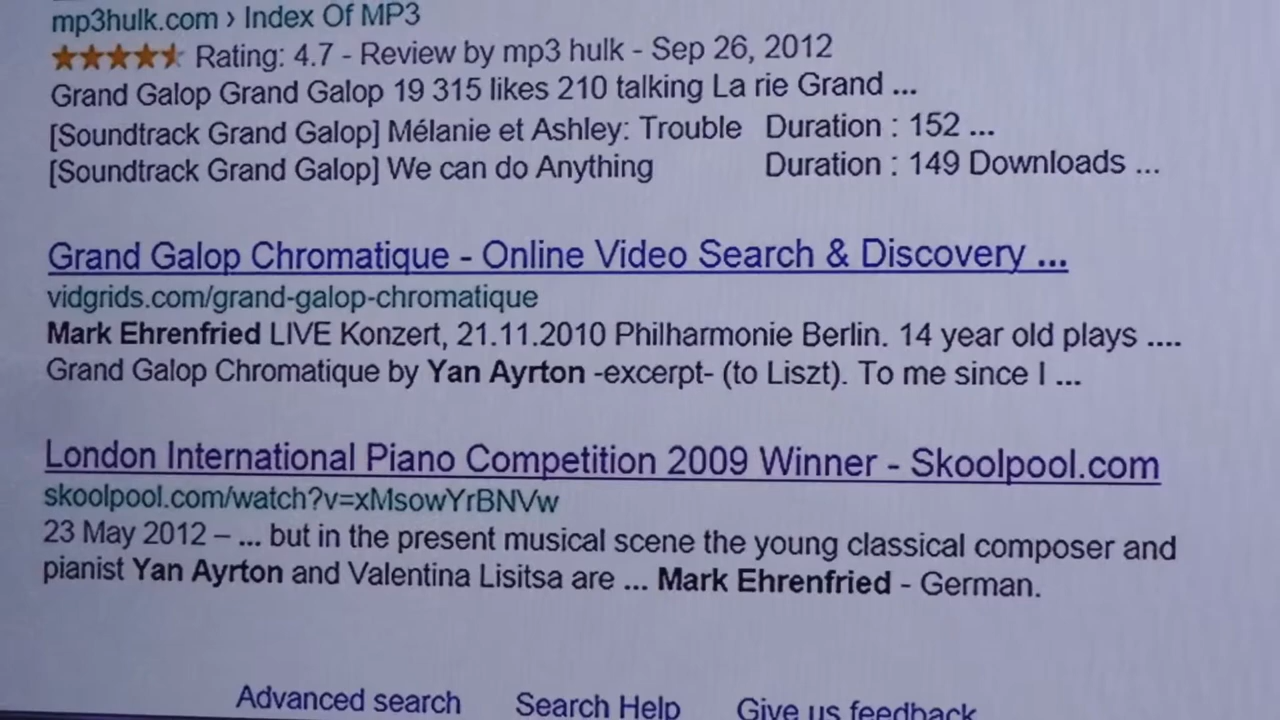 mp3hulk.com › Index Of MP3
Rating: 4.7 - Review by mp3 hulk - Sep 26, 2012
Grand Galop Grand Galop 19 315 likes 210 talking La rie Grand ...
[Soundtrack Grand Galop] Mélanie et Ashley: Trouble Duration : 152 ...
[Soundtrack Grand Galop] We can do Anything Duration : 149 Downloads ...
Grand Galop Chromatique - Online Video Search & Discovery ...
vidgrids.com/grand-galop-chromatique
Mark Ehrenfried LIVE Konzert, 21.11.2010 Philharmonie Berlin. 14 year old plays ....
Grand Galop Chromatique by Yan Ayrton -excerpt- (to Liszt). To me since I ...
London International Piano Competition 2009 Winner - Skoolpool.com
skoolpool.com/watch?v=xMsowYrBNVw
23 May 2012 – ... but in the present musical scene the young classical composer and
pianist Yan Ayrton and Valentina Lisitsa are ... Mark Ehrenfried - German.
Advanced search Search Help Give us feedback